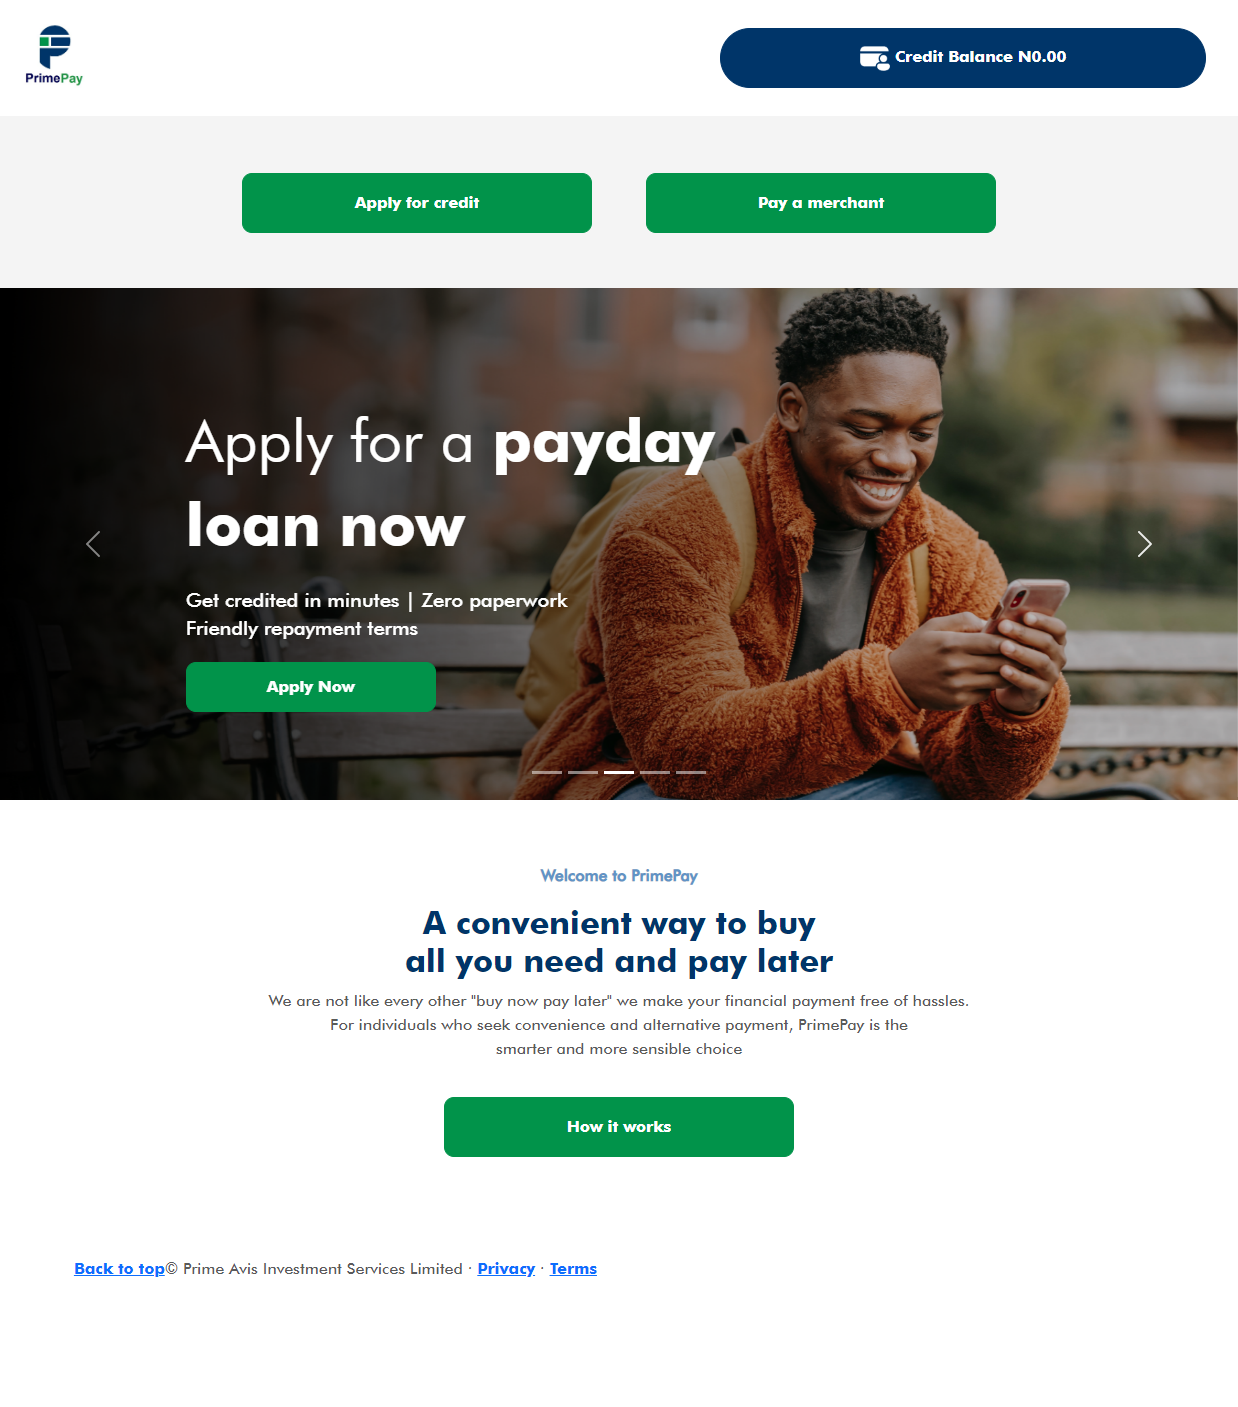 PrimePay
Credit Balance N0.00
Apply for credit
Pay a merchant
Apply for a payday
loan now
Get credited in minutes | Zero paperwork
Friendly repayment terms
Apply Now
Welcome to PrimePay
A convenient way to buy
all you need and pay later
We are not like every other "buy now pay later" we make your financial payment free of hassles.
For individuals who seek convenience and alternative payment, PrimePay is the
smarter and more sensible choice
How it works
Back to top© Prime Avis Investment Services Limited · Privacy · Terms